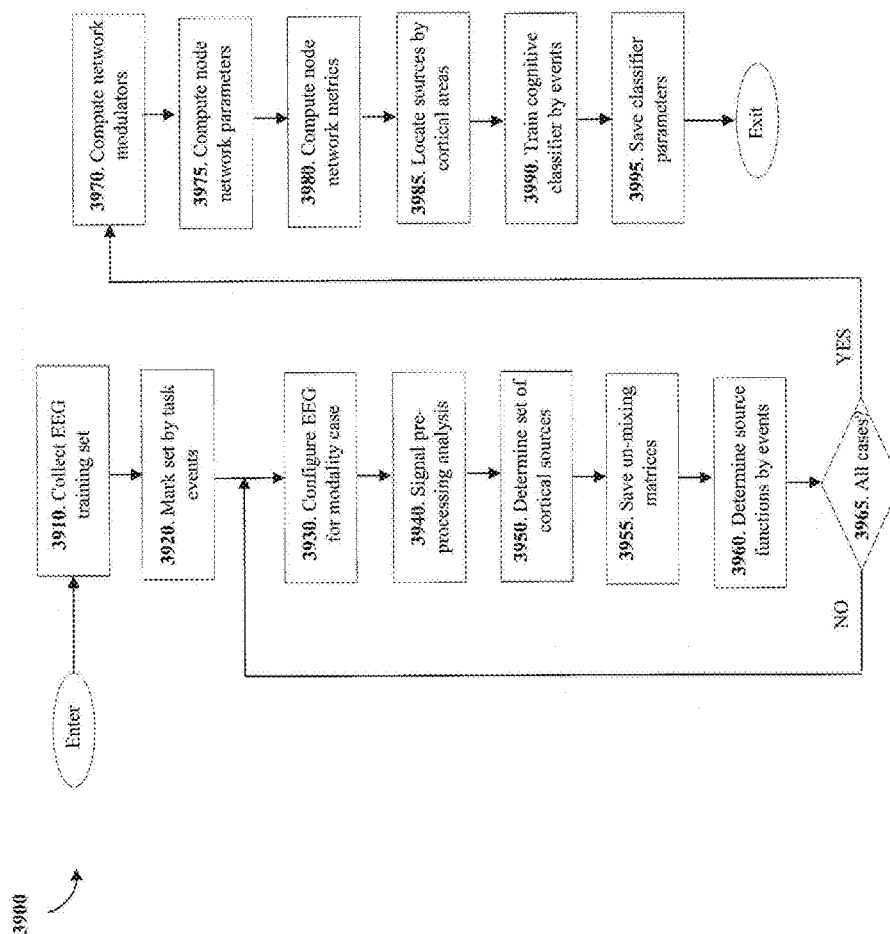 3900
Enter
3910. Collect EEG
training set
3920. Mark set by task
events
3930. Configure EEG
for modality case
3940. Signal pre-
processing analysis
3950. Determine set of
cortical sources
3955. Save un-mixing
matrices
3960. Determine source
functions by events
3965. All cases?
NO
YES
3970. Compute network
modulators
3975. Compute node
network parameters
3980. Compute node
network metrics
3985. Locate sources by
cortical areas
3990. Train cognitive
classifier by events
3995. Save classifier
parameters
Exit